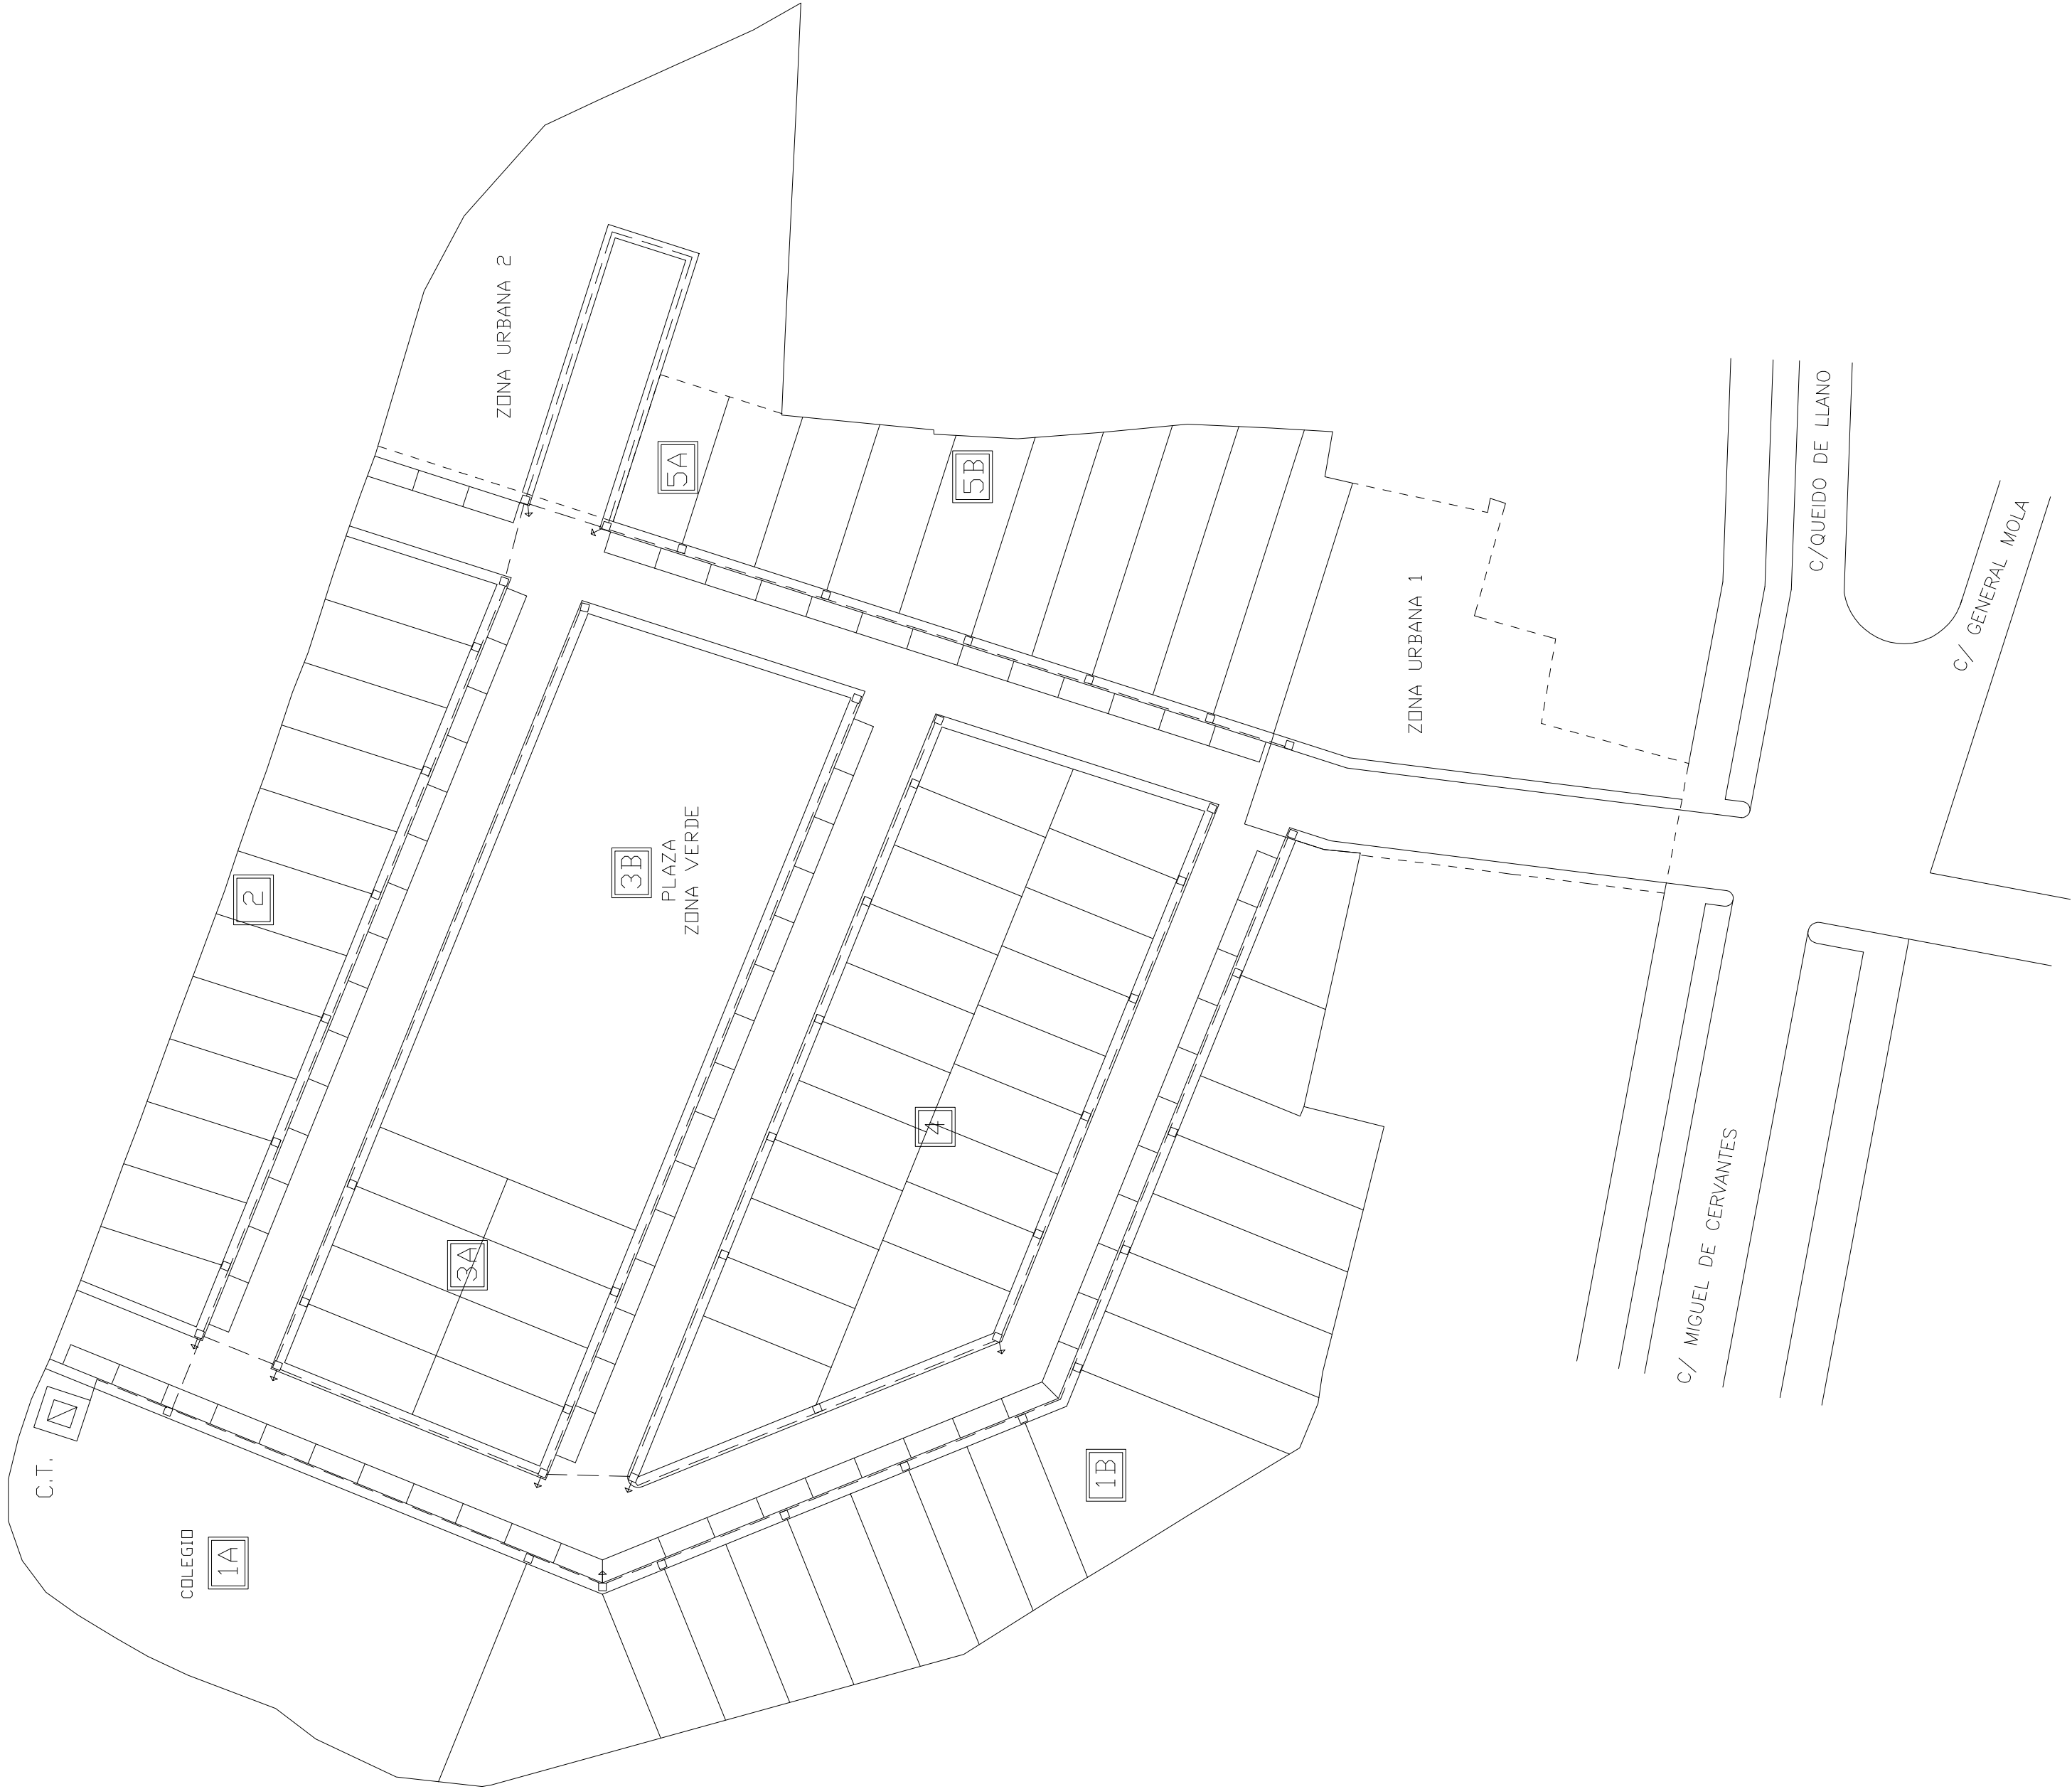 ZONA URBANA 2
5A
5B
C/QUEIDO DE LLANO
C/ GENERAL MOLA
ZONA URBANA 1
2
3B
PLAZA
ZONA VERDE
4
3A
C/ MIGUEL DE CERVANTES
C.T.
COLEGIO
1A
1B